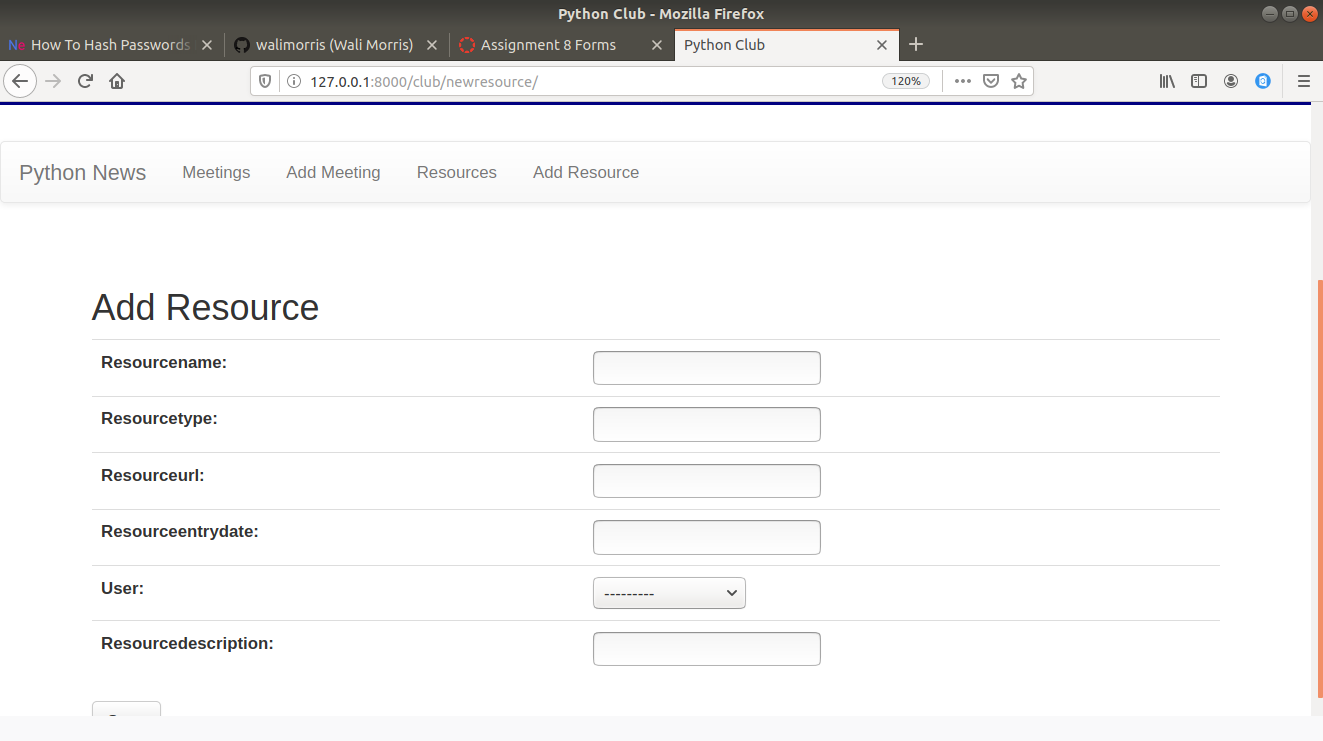 Python Club - Mozilla Firefox
How To Hash Passwords
walimorris (Wali Morris)
Assignment 8 Forms
Python Club
127.0.0.1:8000/club/newresource/
120%
Python News Meetings Add Meeting Resources Add Resource
Add Resource
Resourcename:
Resourcetype:
Resourceurl:
Resourceentrydate:
User:
---------
Resourcedescription: